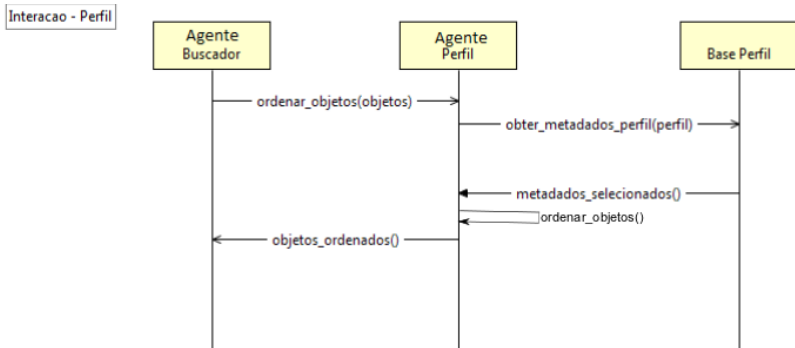 Interacao - Perfil
Agente
Buscador
Agente
Perfil
Base Perfil
ordenar_objetos(objetos)
obter_metadados_perfil(perfil)
metadados_selecionados()
ordenar_objetos()
objetos_ordenados()